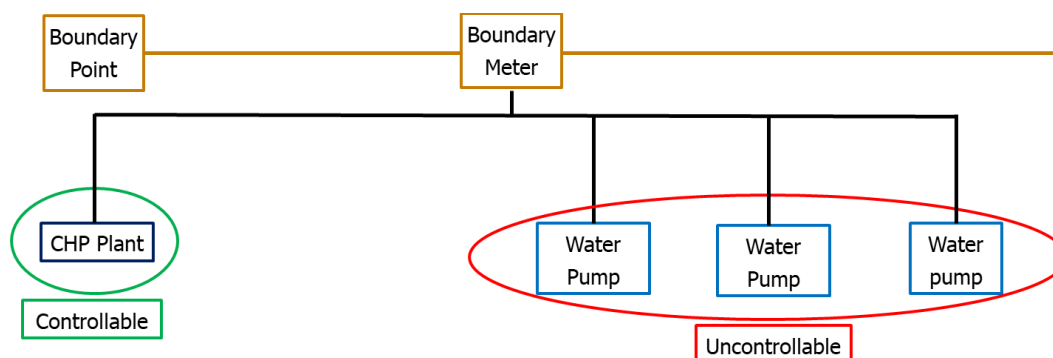 Boundary
Point
Boundary
Meter
CHP Plant
Water
Pump
Water
Pump
Water
pump
Controllable
Uncontrollable